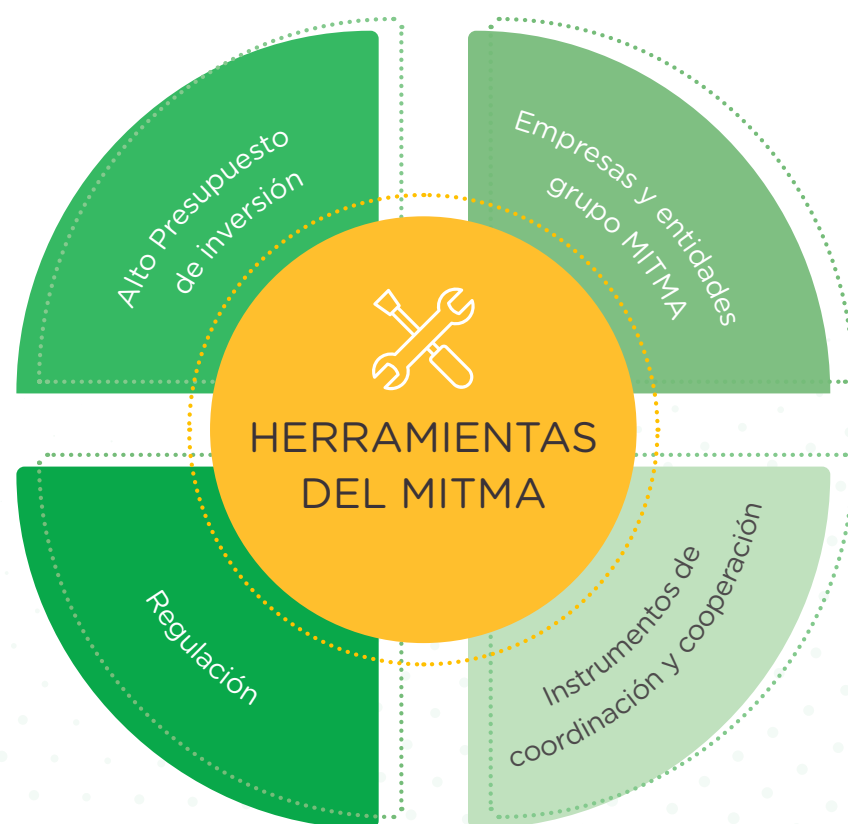 Alto Presupuesto
de inversión
Empresas y entidades
grupo MITMA
HERRAMIENTAS
DEL MITMA
Regulación
Instrumentos de
coordinación y cooperación